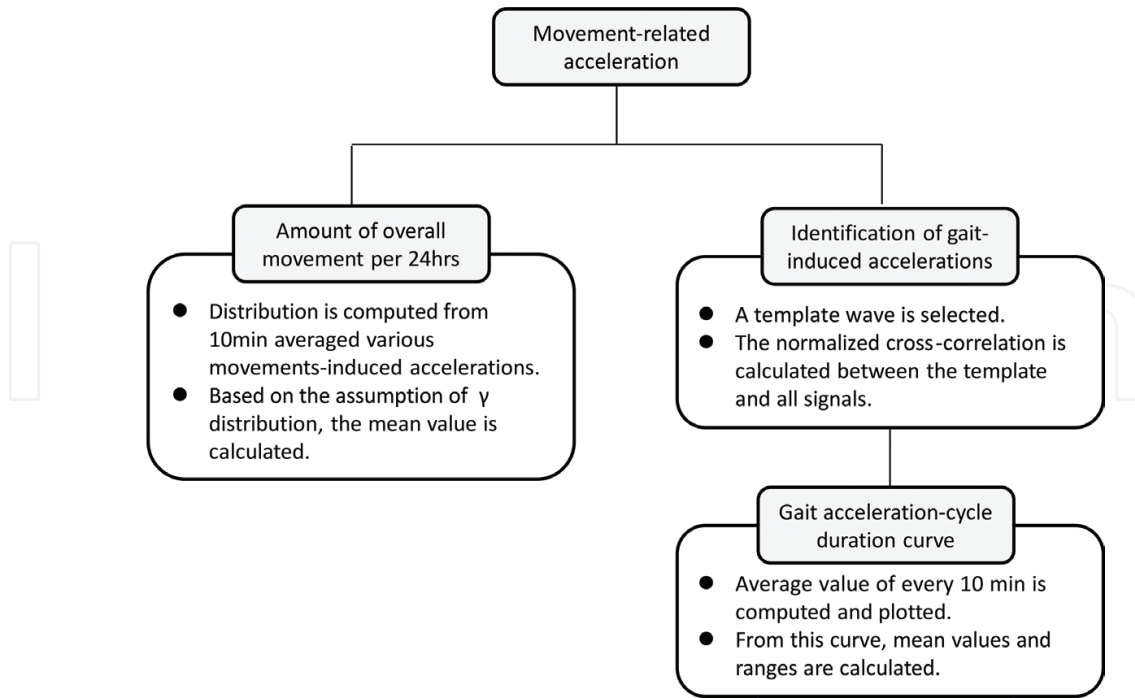 Movement-related
acceleration
Amount of overall
movement per 24hrs
● Distribution is computed from
10min averaged various
movements-induced accelerations.
● Based on the assumption of γ
distribution, the mean value is
calculated.
Identification of gait-
induced accelerations
● A template wave is selected.
● The normalized cross-correlation is
calculated between the template
and all signals.
Gait acceleration-cycle
duration curve
● Average value of every 10 min is
computed and plotted.
● From this curve, mean values and
ranges are calculated.